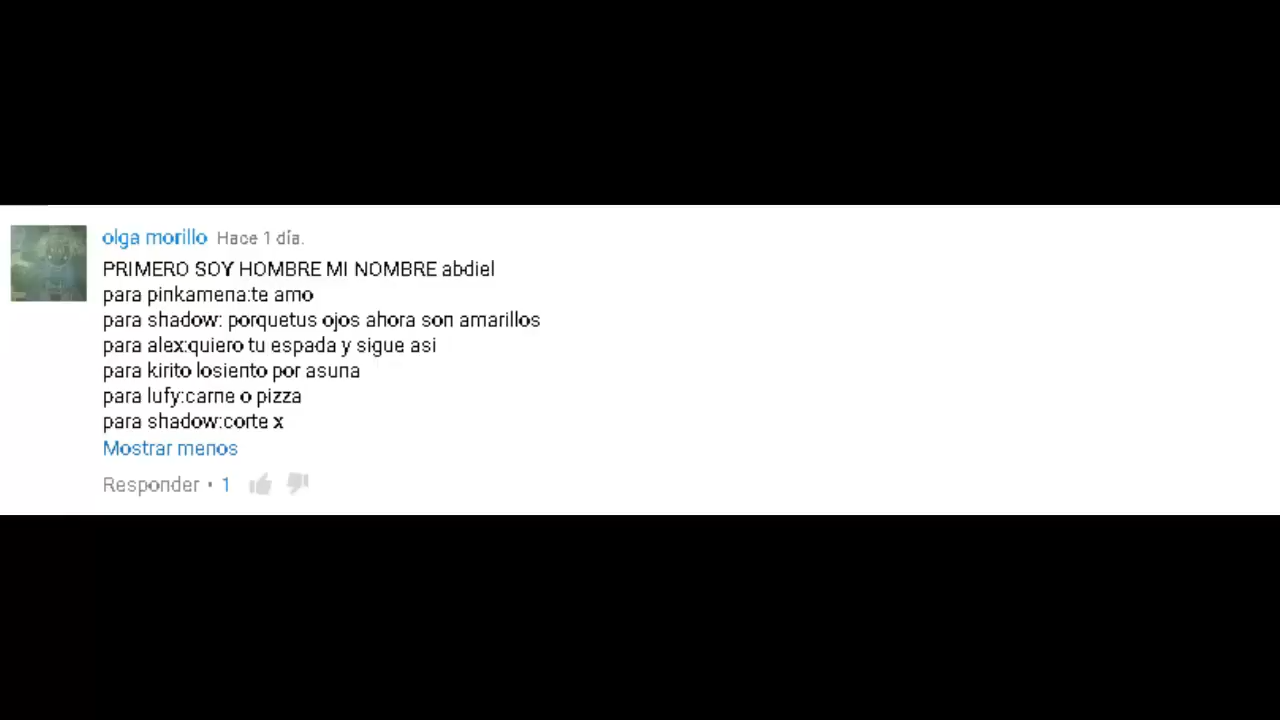 olga morillo Hace 1 día.
PRIMERO SOY HOMBRE MI NOMBRE abdiel
para pinkamena:te amo
para shadow: porquetus ojos ahora son amarillos
para alex:quiero tu espada y sigue asi
para kirito losiento por asuna
para lufy:carne o pizza
para shadow:corte x
Mostrar menos
Responder • 1